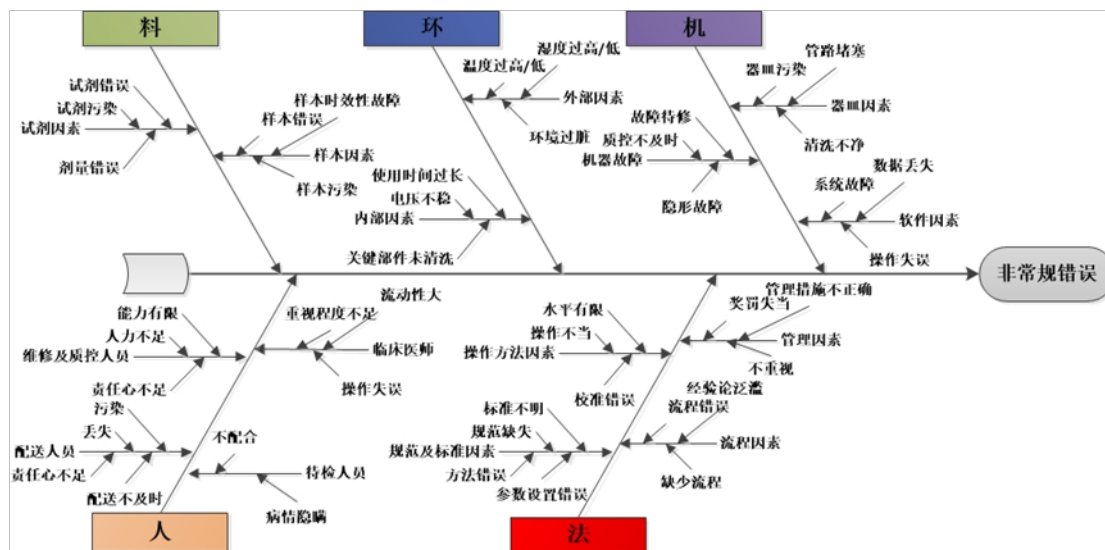 料
环
机
试剂错误
试剂污染
试剂因素
剂量错误
样本时效性故障
样本错误
样本因素
样本污染
湿度过高/低
温度过高/低
外部因素
环境过脏
使用时间过长
电压不稳
内部因素
关键部件未清洗
管路堵塞
器皿污染
器皿因素
清洗不净
故障待修
质控不及时
机器故障
隐形故障
数据丢失
系统故障
软件因素
操作失误
非常规错误
能力有限
人力不足
维修及质控人员
责任心不足
流动性大
重视程度不足
临床医师
操作失误
污染
丢失
配送人员
责任心不足
配送不及时
不配合
待检人员
病情隐瞒
水平有限
操作不当
操作方法因素
校准错误
管理措施不正确
奖罚失当
管理因素
不重视
标准不明
规范缺失
规范及标准因素
方法错误
参数设置错误
经验论泛滥
流程错误
流程因素
缺少流程
人
法